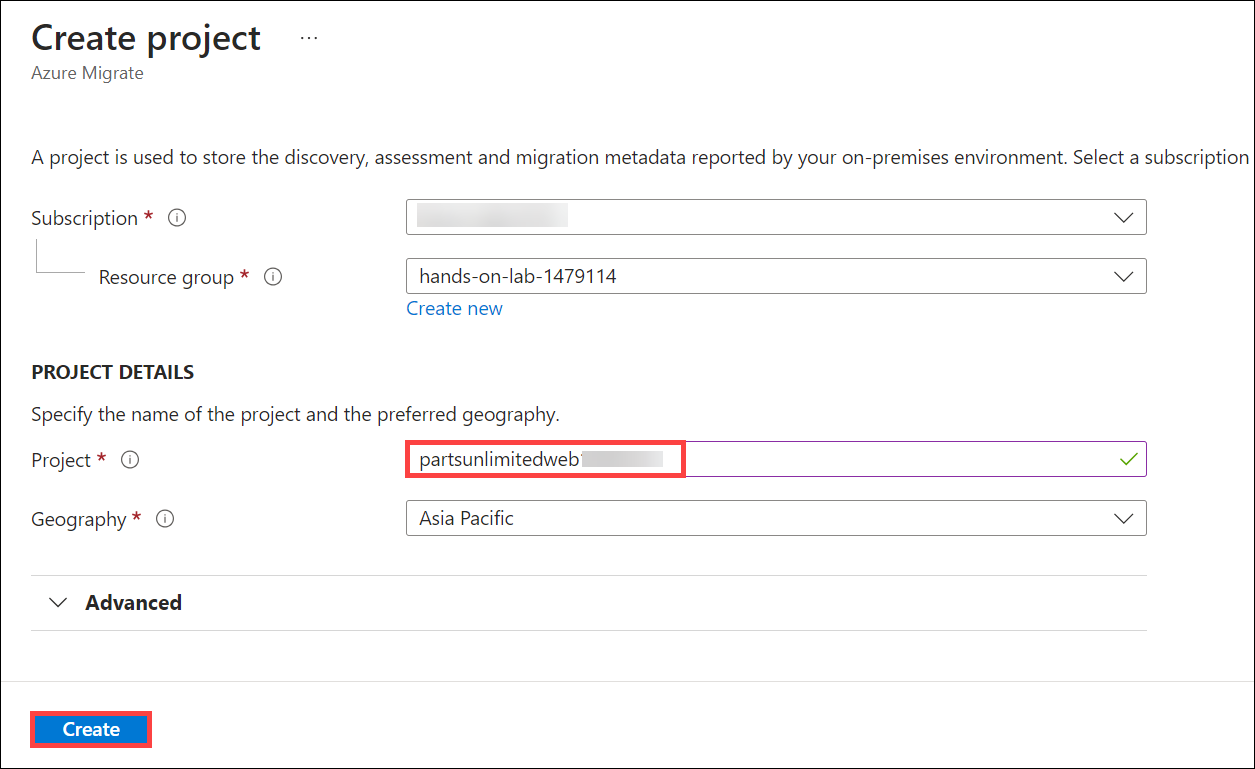 Create project ...
Azure Migrate
A project is used to store the discovery, assessment and migration metadata reported by your on-premises environment. Select a subscription
Subscription *
Resource group * hands-on-lab-1479114
Create new
PROJECT DETAILS
Specify the name of the project and the preferred geography.
Project * partsunlimitedweb
Geography * Asia Pacific
Advanced
Create